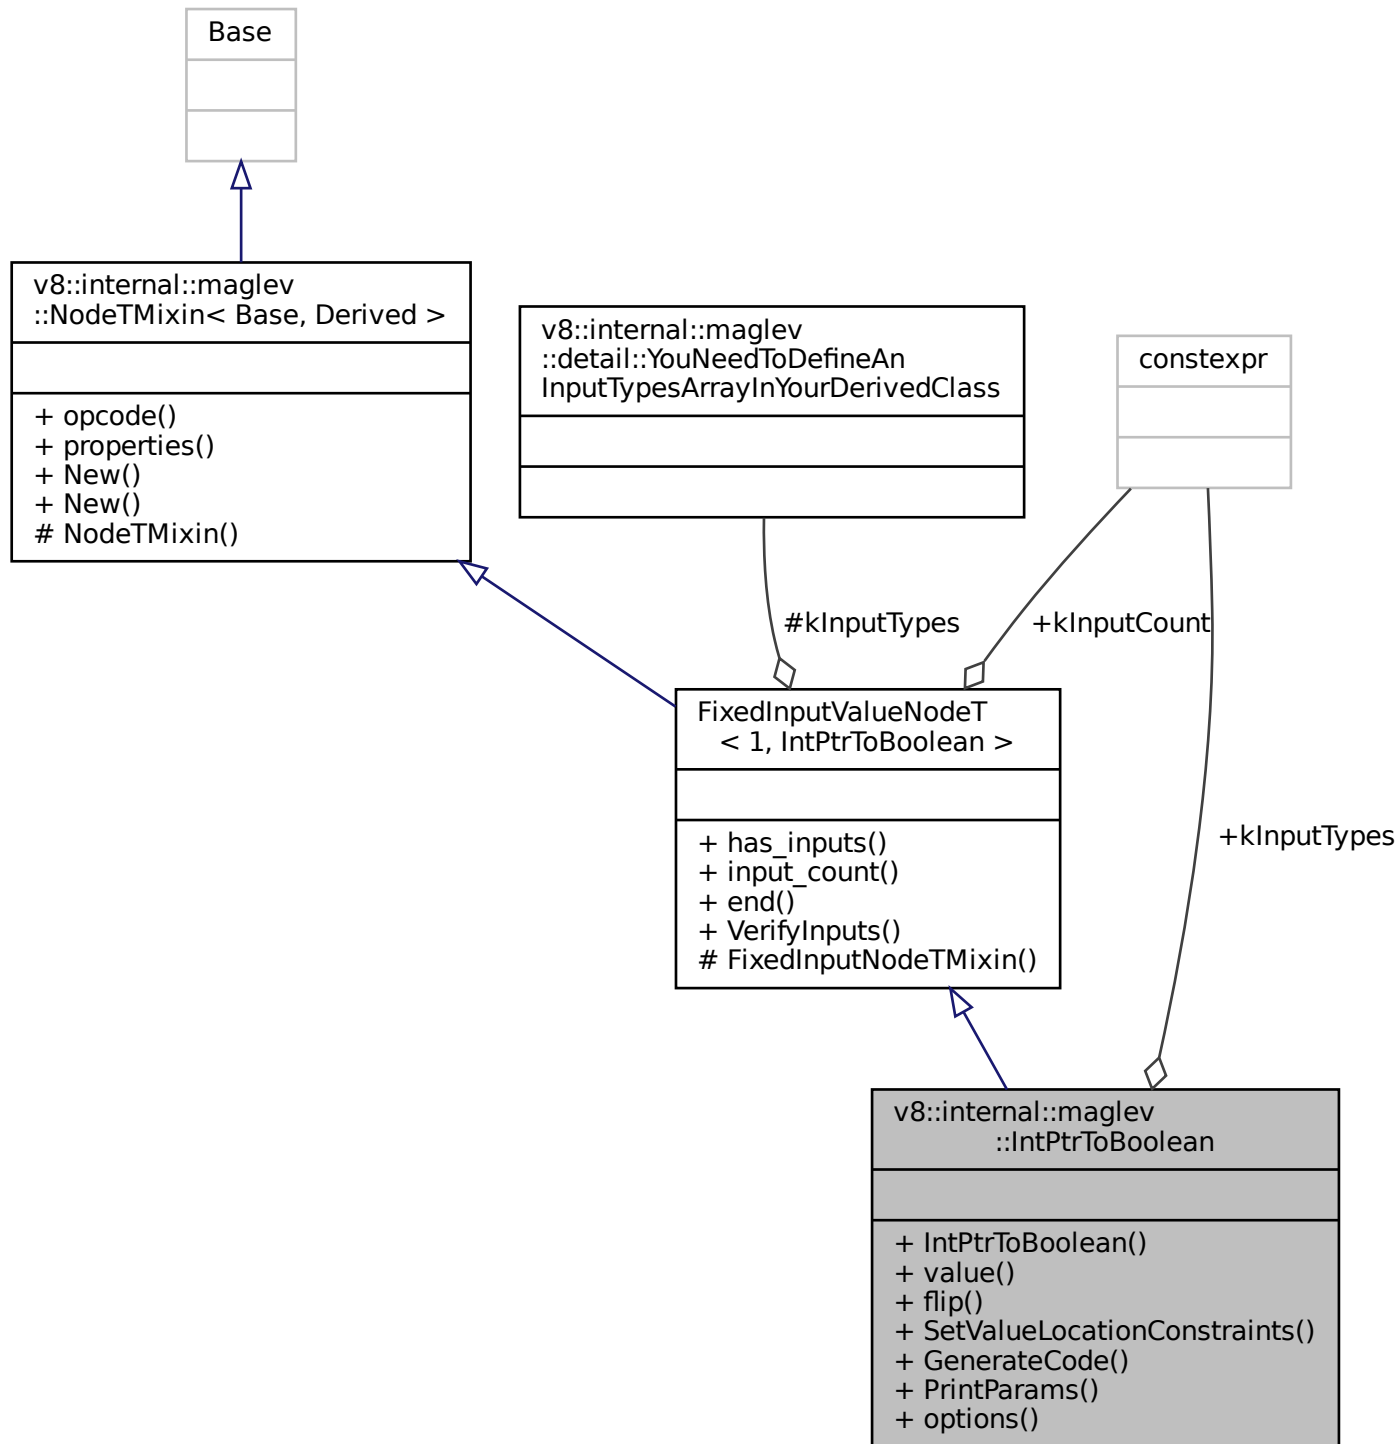 Base
v8::internal::maglev
::NodeTMixin< Base, Derived >
+ opcode()
+ properties()
+ New()
+ New()
# NodeTMixin()
v8::internal::maglev
::detail::YouNeedToDefineAn
InputTypesArrayInYourDerivedClass
constexpr
#kInputTypes
+kInputCount
FixedInputValueNodeT
< 1, IntPtrToBoolean >
+ has_inputs()
+ input_count()
+ end()
+ VerifyInputs()
# FixedInputNodeTMixin()
+kInputTypes
v8::internal::maglev
::IntPtrToBoolean
+ IntPtrToBoolean()
+ value()
+ flip()
+ SetValueLocationConstraints()
+ GenerateCode()
+ PrintParams()
+ options()